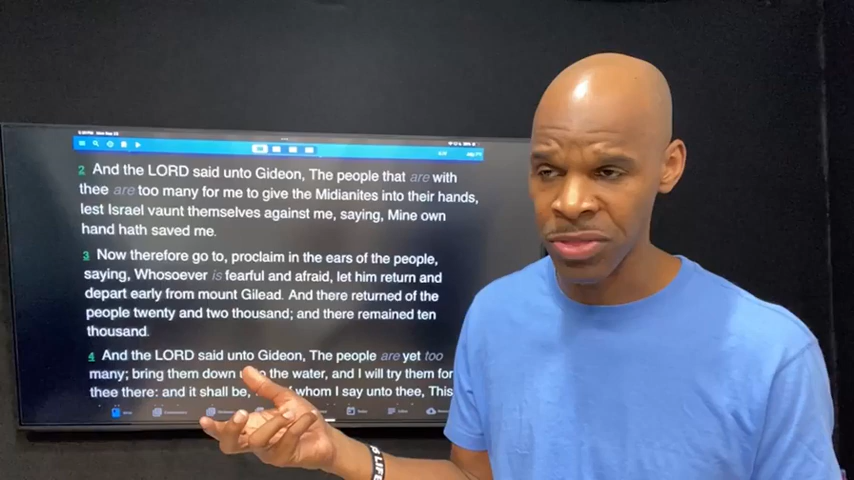 2 And the LORD said unto Gideon, The people that are with
thee are too many for me to give the Midianites into their hands,
lest Israel vaunt themselves against me, saying, Mine own
hand hath saved me.
3 Now therefore go to, proclaim in the ears of the people,
saying, Whosoever is fearful and afraid, let him return and
depart early from mount Gilead. And there returned of the
people twenty and two thousand; and there remained ten
thousand.
4 And the LORD said unto Gideon, The people are yet too
many; bring them down the water, and I will try them for
thee there: and it shall be, of whom I say unto thee, This
LIFE